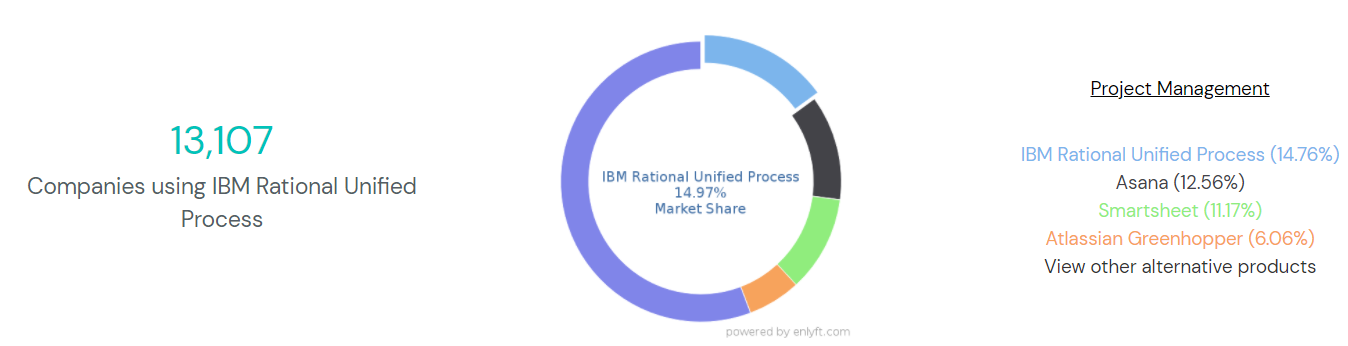 13,107
Companies using IBM Rational Unified
Process
IBM Rational Unified Process
14.97%
Market Share
powered by enlyft.com
Project Management
IBM Rational Unified Process (14.76%)
Asana (12.56%)
Smartsheet (11.17%)
Atlassian Greenhopper (6.06%)
View other alternative products